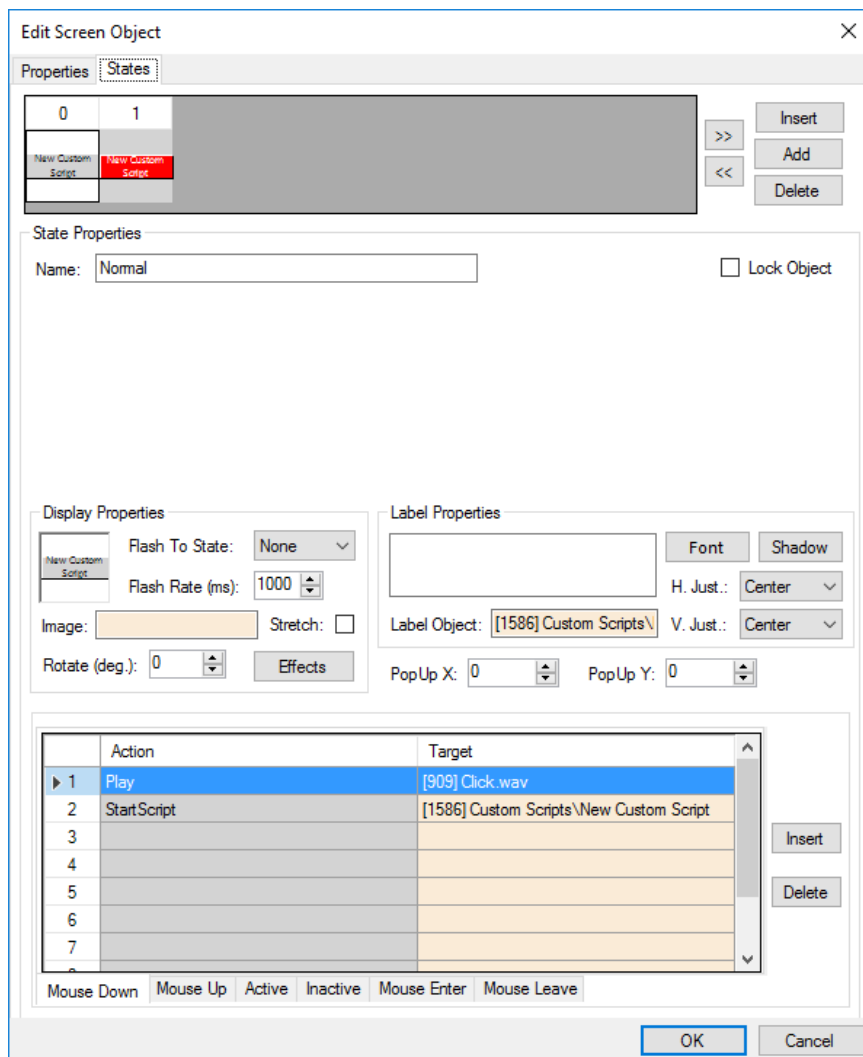 Edit Screen Object
Properties States
0 1
New Custom Script New Custom Script
>>
<<
Insert
Add
Delete
State Properties
Name: Normal
Lock Object
Display Properties
New Custom Script
Flash To State: None
Flash Rate (ms): 1000
Image:
Stretch:
Rotate (deg.): 0
Effects
Label Properties
Font Shadow
H. Just.: Center
Label Object: [1586] Custom Scripts\
V. Just.: Center
PopUp X: 0 PopUp Y: 0
Action Target
1 Play [909] Click.wav
2 StartScript [1586] Custom Scripts\New Custom Script
3
4
5
6
7
Insert
Delete
Mouse Down Mouse Up Active Inactive Mouse Enter Mouse Leave
OK Cancel